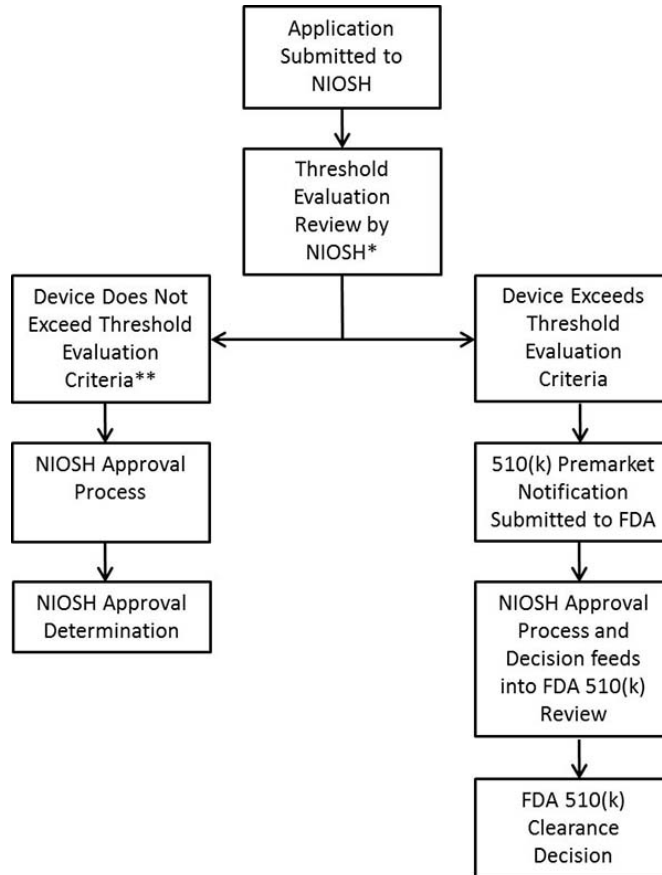 Application
Submitted to
NIOSH
Threshold
Evaluation
Review by
NIOSH*
Device Does Not
Exceed Threshold
Evaluation
Criteria**
Device Exceeds
Threshold
Evaluation
Criteria
NIOSH Approval
Process
510(k) Premarket
Notification
Submitted to FDA
NIOSH Approval
Determination
NIOSH Approval
Process and
Decision feeds
into FDA 510(k)
Review
FDA 510(k)
Clearance
Decision